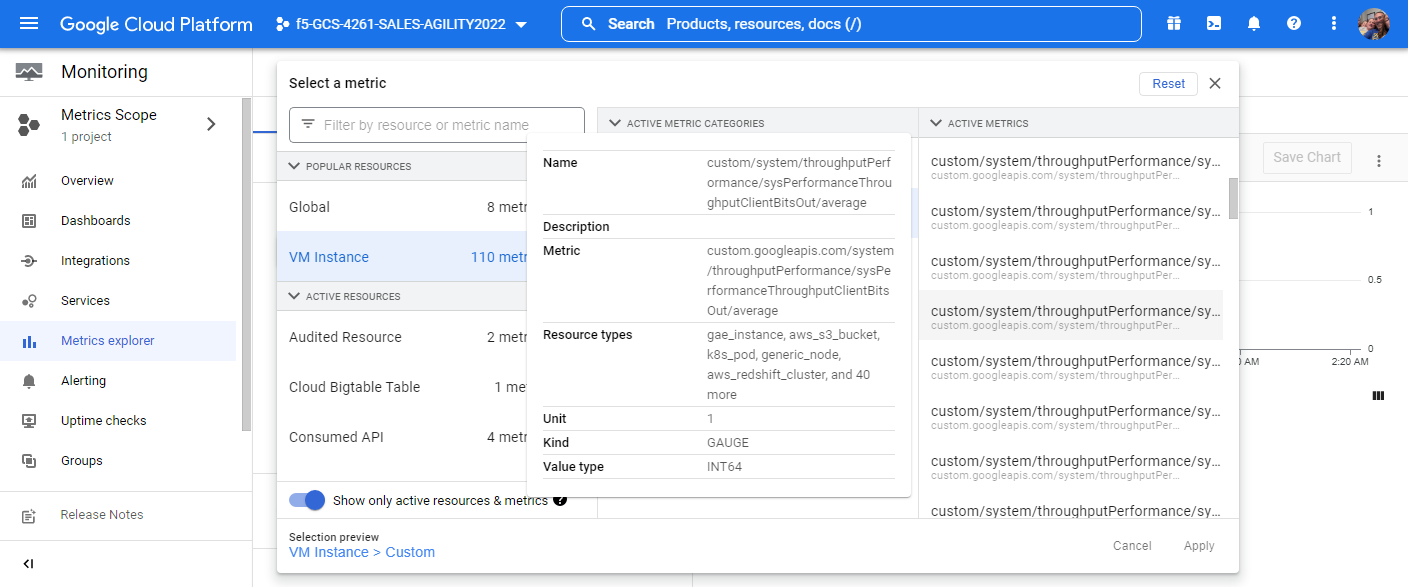 Google Cloud Platform
f5-GCS-4261-SALES-AGILITY2022
Search Products, resources, docs (/)
Monitoring
Metrics Scope
1 project
Overview
Dashboards
Integrations
Services
Metrics explorer
Alerting
Uptime checks
Groups
Release Notes
Select a metric
Reset
Filter by resource or metric name
POPULAR RESOURCES
Global 8 metr
VM Instance 110 metr
ACTIVE RESOURCES
Audited Resource 2 metr
Cloud Bigtable Table 1 me
Consumed API 4 metr
Show only active resources & metrics
Selection preview
VM Instance > Custom
ACTIVE METRIC CATEGORIES
Name custom/system/throughputPerf
ormance/sysPerformanceThrou
ghputClientBitsOut/average
Description
Metric custom.googleapis.com/system
/throughputPerformance/sysPe
rformanceThroughputClientBits
Out/average
Resource types gae_instance, aws_s3_bucket,
k8s_pod, generic_node,
aws_redshift_cluster, and 40
more
Unit 1
Kind GAUGE
Value type INT64
ACTIVE METRICS
custom/system/throughputPerformance/sy...
custom.googleapis.com/system/throughputPer...
custom/system/throughputPerformance/sy...
custom.googleapis.com/system/throughputPer...
custom/system/throughputPerformance/sy...
custom.googleapis.com/system/throughputPer...
custom/system/throughputPerformance/sy...
custom.googleapis.com/system/throughputPer...
custom/system/throughputPerformance/sy...
custom.googleapis.com/system/throughputPer...
custom/system/throughputPerformance/sy...
custom.googleapis.com/system/throughputPer...
custom/system/throughputPerformance/sy...
custom.googleapis.com/system/throughputPer...
custom/system/throughputPerformance/sy...
Cancel
Apply
Save Chart
1
0.5
0
0 AM
2:20 AM